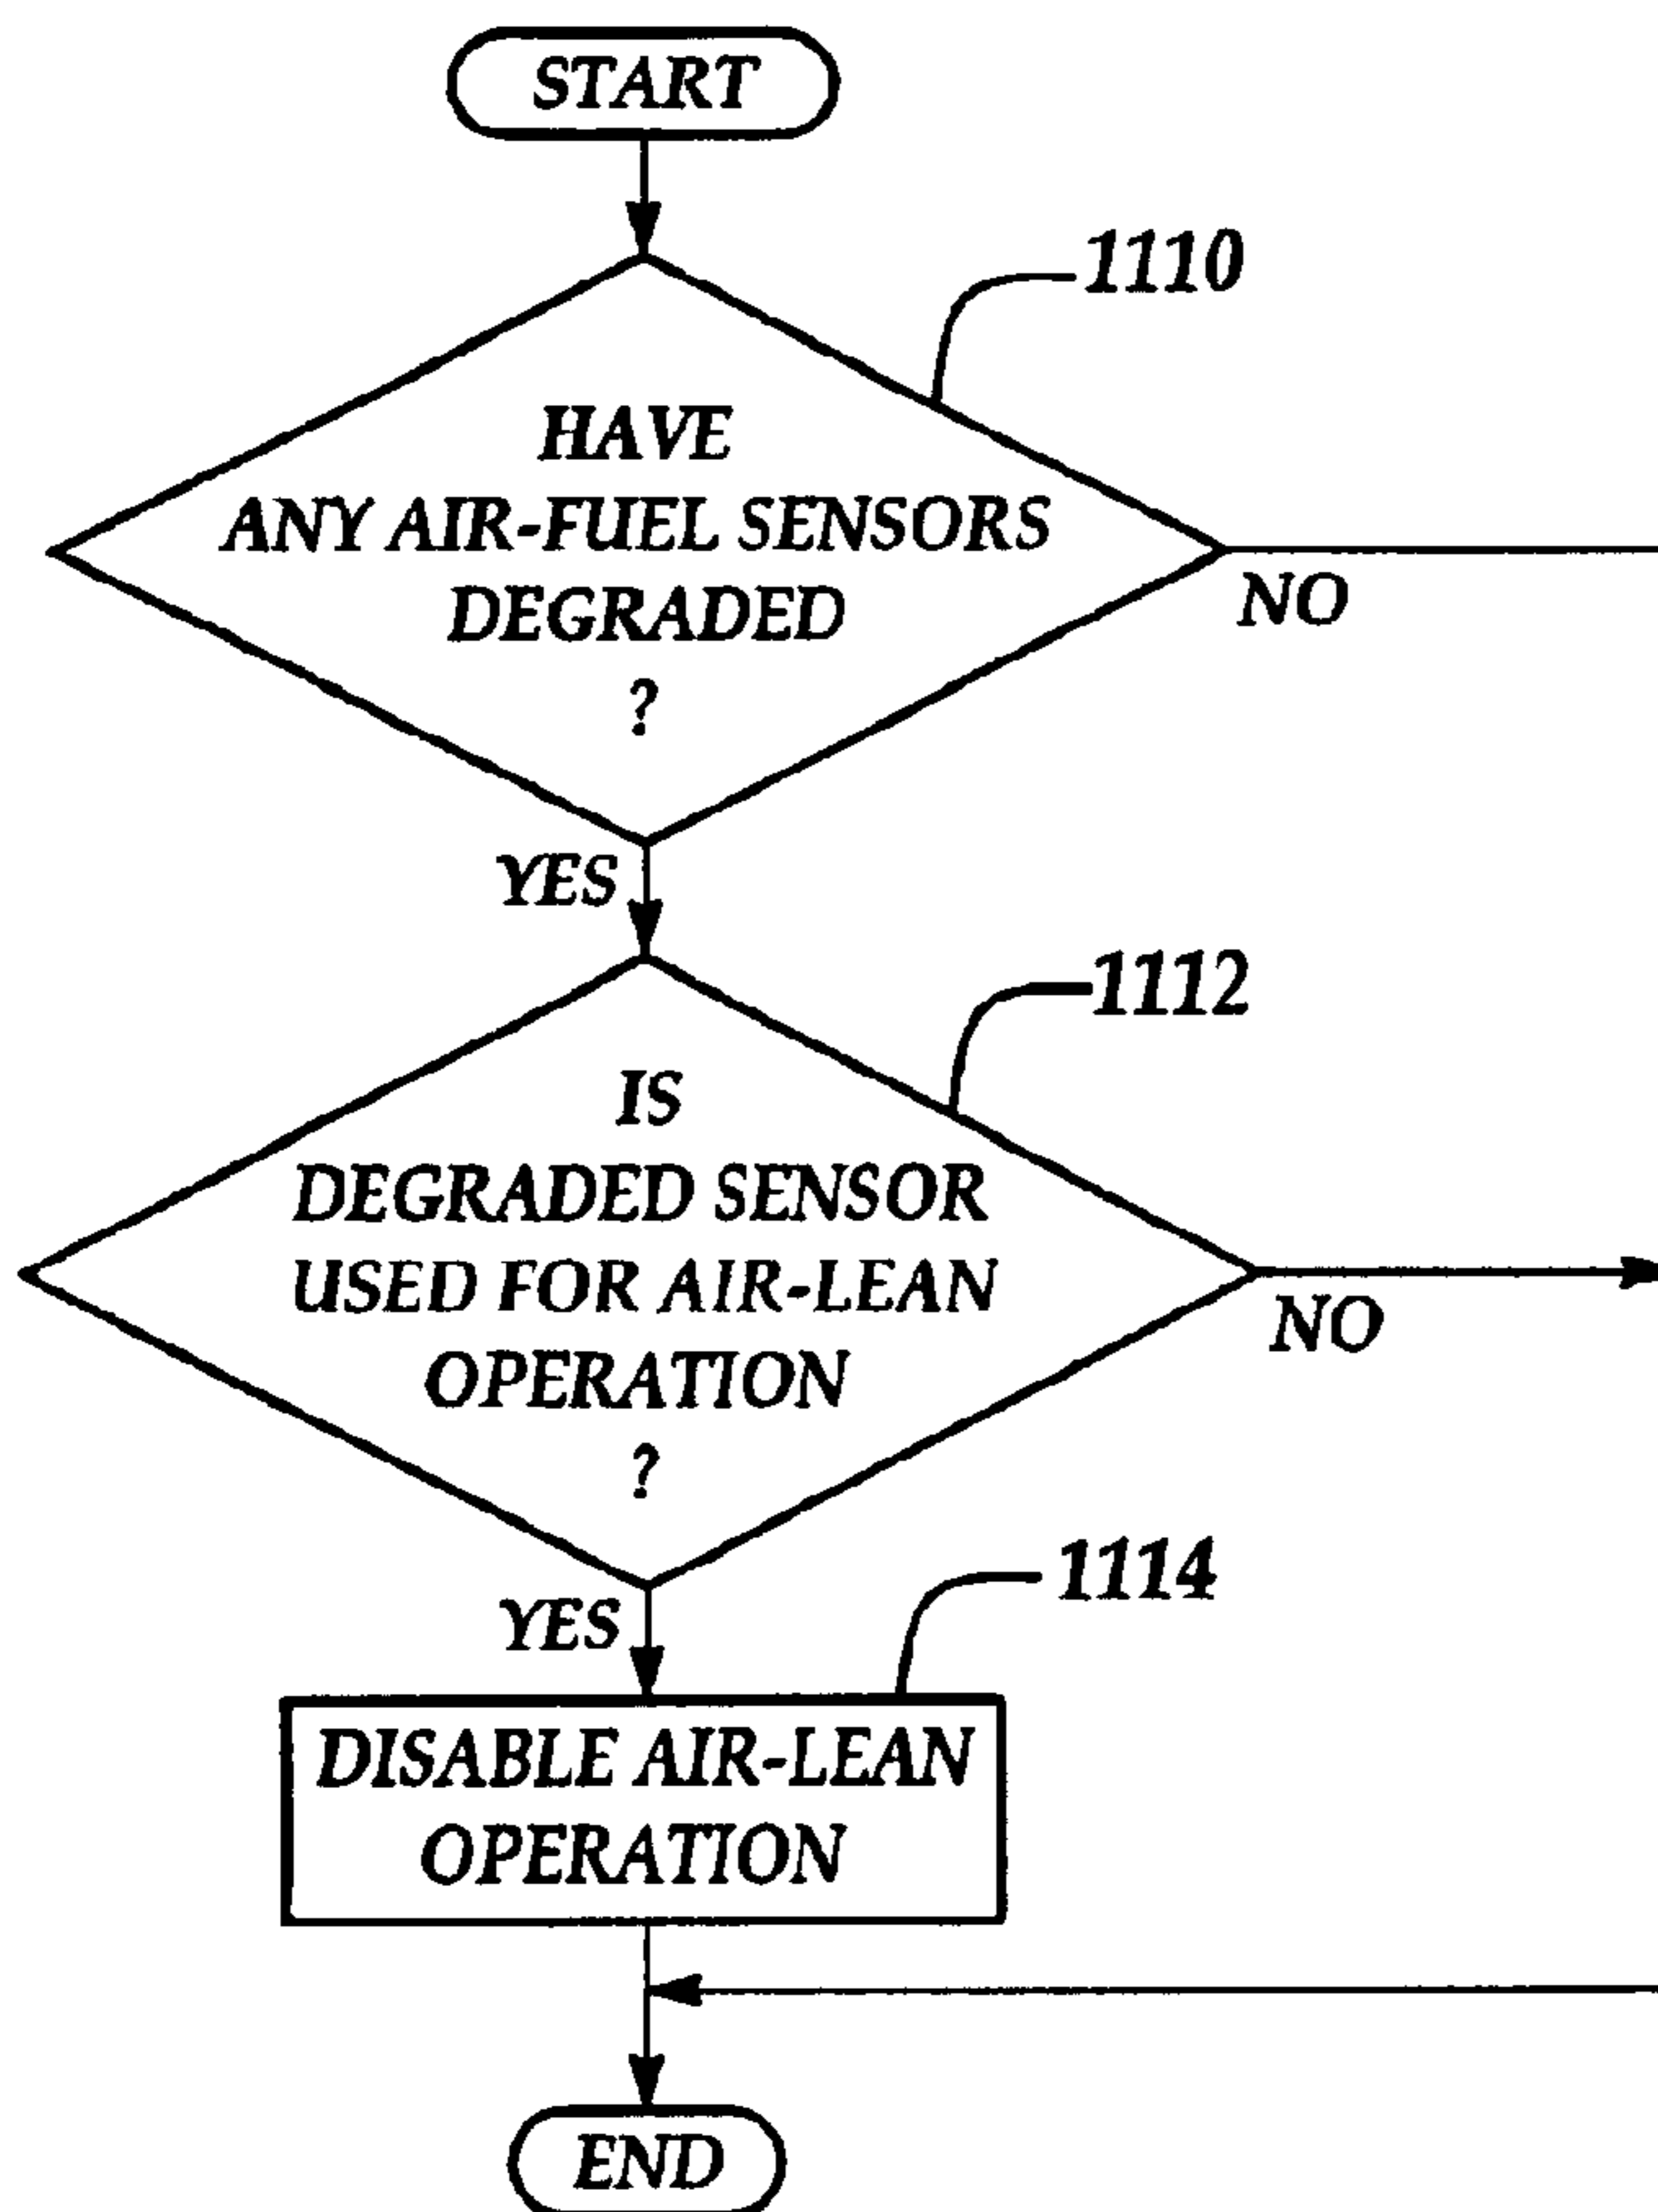 START
1110
HAVE
ANY AIR-FUEL SENSORS
DEGRADED
?
NO
YES
1112
IS
DEGRADED SENSOR
USED FOR AIR-LEAN
OPERATION
?
NO
YES
1114
DISABLE AIR-LEAN
OPERATION
END